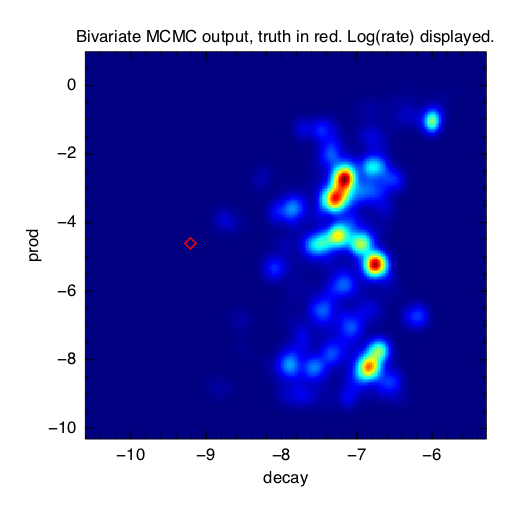 Bivariate MCMC output, truth in red. Log(rate) displayed.
0
−2
−4
−6
−8
−10
prod
−10 −9 −8 −7 −6
decay